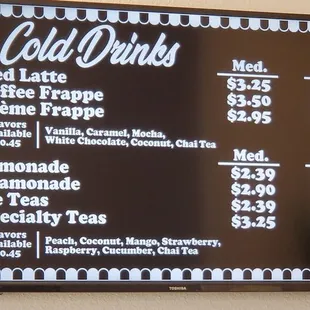 Cold Drinks
Med.
ed Latte $3.25
ffee Frappe $3.50
ème Frappe $2.95
avors
ailable
0.45
Vanilla, Caramel, Mocha,
White Chocolate, Coconut, Chai Tea
Med.
monade $2.39
amonade $2.90
e Teas $2.39
pecialty Teas $3.25
avors
ailable
0.45
Peach, Coconut, Mango, Strawberry,
Raspberry, Cucumber, Chai Tea
TOSHIBA